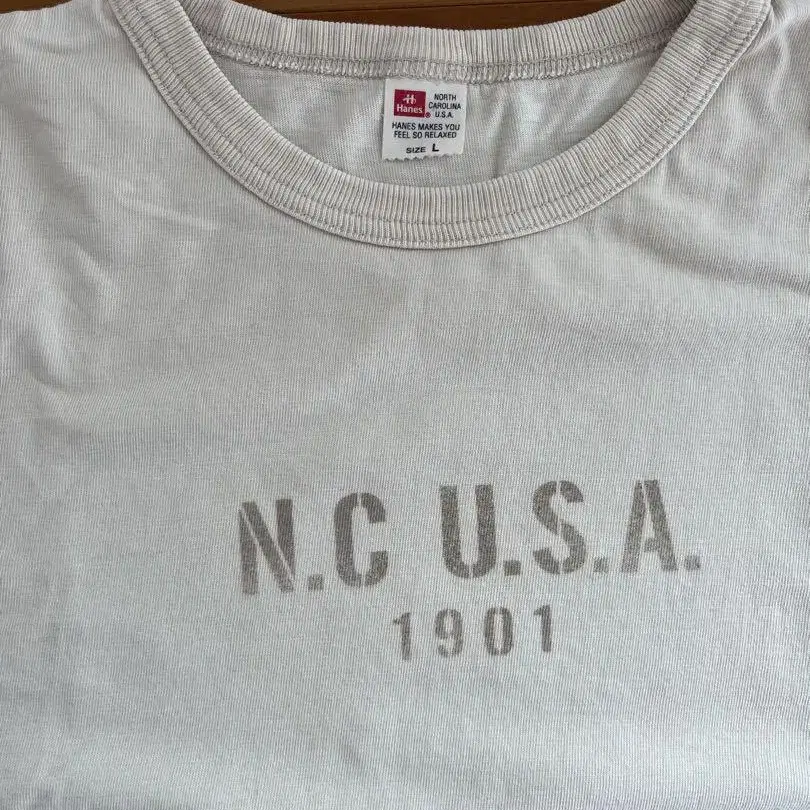 Hanes®
NORTH
CAROLINA
U.S.A.
HANES MAKES YOU
FEEL SO RELAXED
SIZE L
N.C U.S.A.
1901